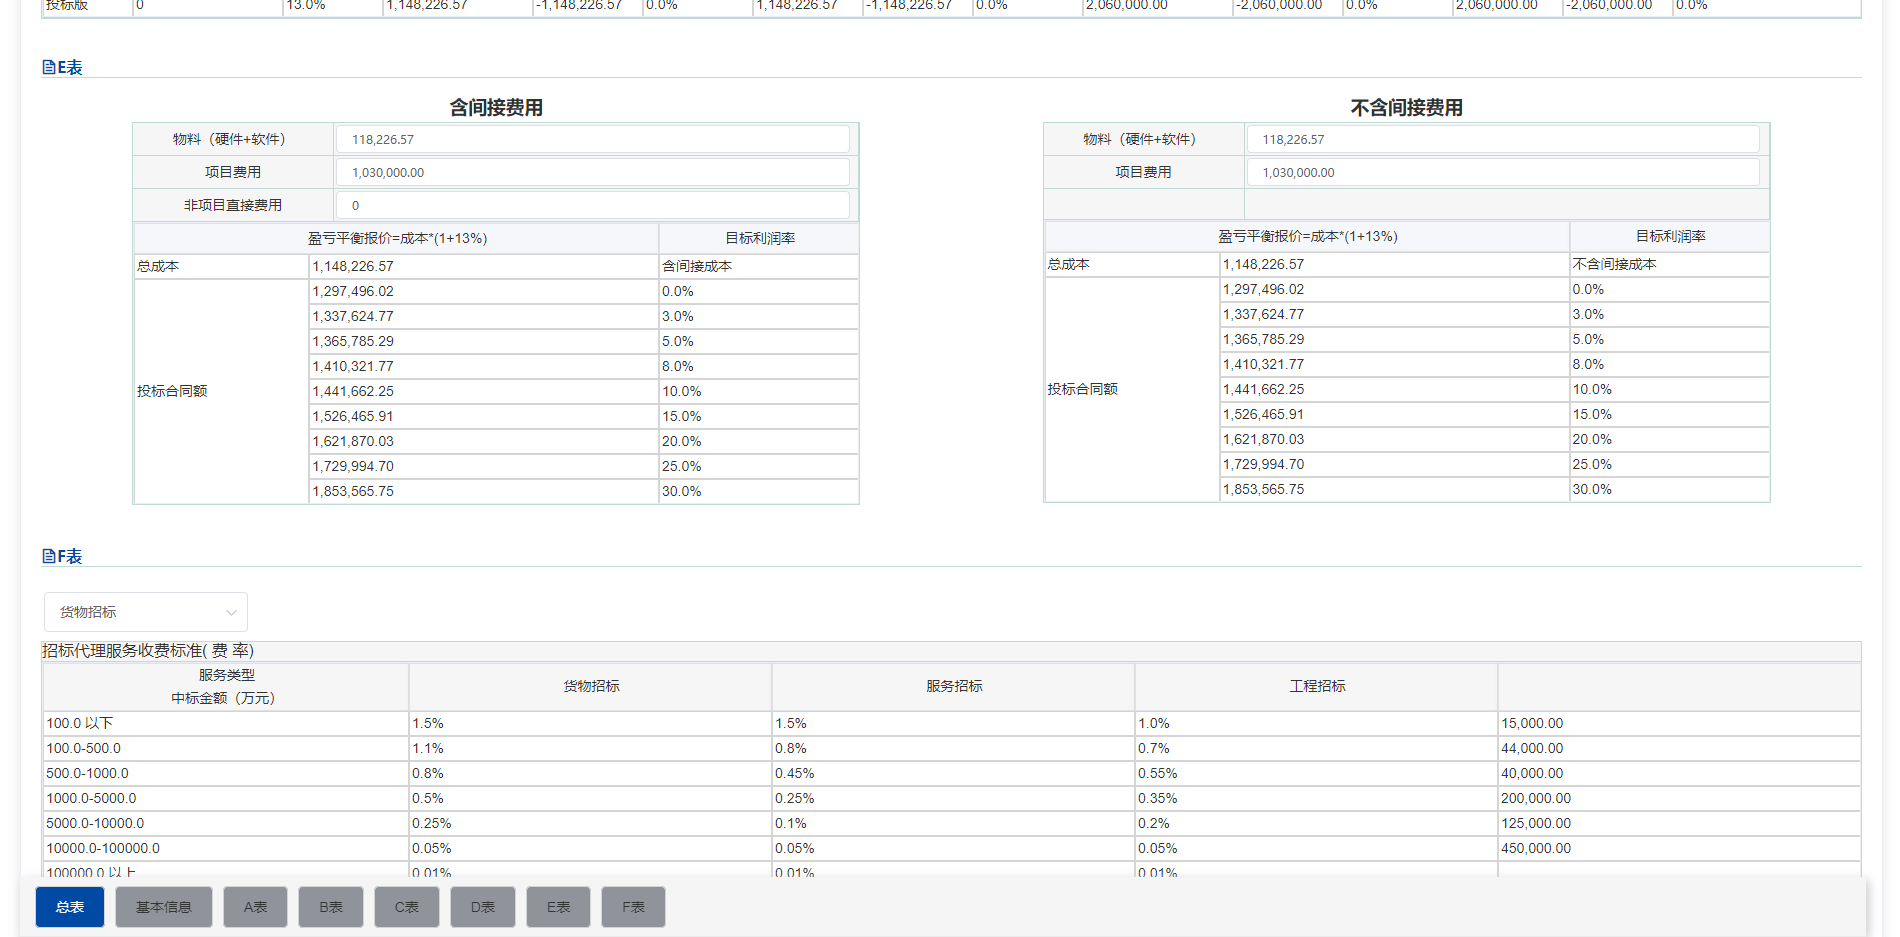 投标版 0 13.0% 1,148,226.57 -1,148,226.57 0.0% 1,148,226.57 -1,148,226.57 0.0% 2,060,000.00 -2,060,000.00 0.0% 2,060,000.00 -2,060,000.00 0.0%
E表
含间接费用
物料（硬件+软件） 118,226.57
项目费用 1,030,000.00
非项目直接费用 0
盈亏平衡报价=成本*(1+13%) 目标利润率
总成本 1,148,226.57 含间接成本
1,297,496.02 0.0%
1,337,624.77 3.0%
1,365,785.29 5.0%
1,410,321.77 8.0%
投标合同额 1,441,662.25 10.0%
1,526,465.91 15.0%
1,621,870.03 20.0%
1,729,994.70 25.0%
1,853,565.75 30.0%
不含间接费用
物料（硬件+软件） 118,226.57
项目费用 1,030,000.00
盈亏平衡报价=成本*(1+13%) 目标利润率
总成本 1,148,226.57 不含间接成本
1,297,496.02 0.0%
1,337,624.77 3.0%
1,365,785.29 5.0%
1,410,321.77 8.0%
投标合同额 1,441,662.25 10.0%
1,526,465.91 15.0%
1,621,870.03 20.0%
1,729,994.70 25.0%
1,853,565.75 30.0%
F表
货物招标
招标代理服务收费标准( 费 率)
服务类型
中标金额（万元） 货物招标 服务招标 工程招标
100.0 以下 1.5% 1.5% 1.0% 15,000.00
100.0-500.0 1.1% 0.8% 0.7% 44,000.00
500.0-1000.0 0.8% 0.45% 0.55% 40,000.00
1000.0-5000.0 0.5% 0.25% 0.35% 200,000.00
5000.0-10000.0 0.25% 0.1% 0.2% 125,000.00
10000.0-100000.0 0.05% 0.05% 0.05% 450,000.00
100000.0 以上 0.01% 0.01% 0.01%
总表 基本信息 A表 B表 C表 D表 E表 F表